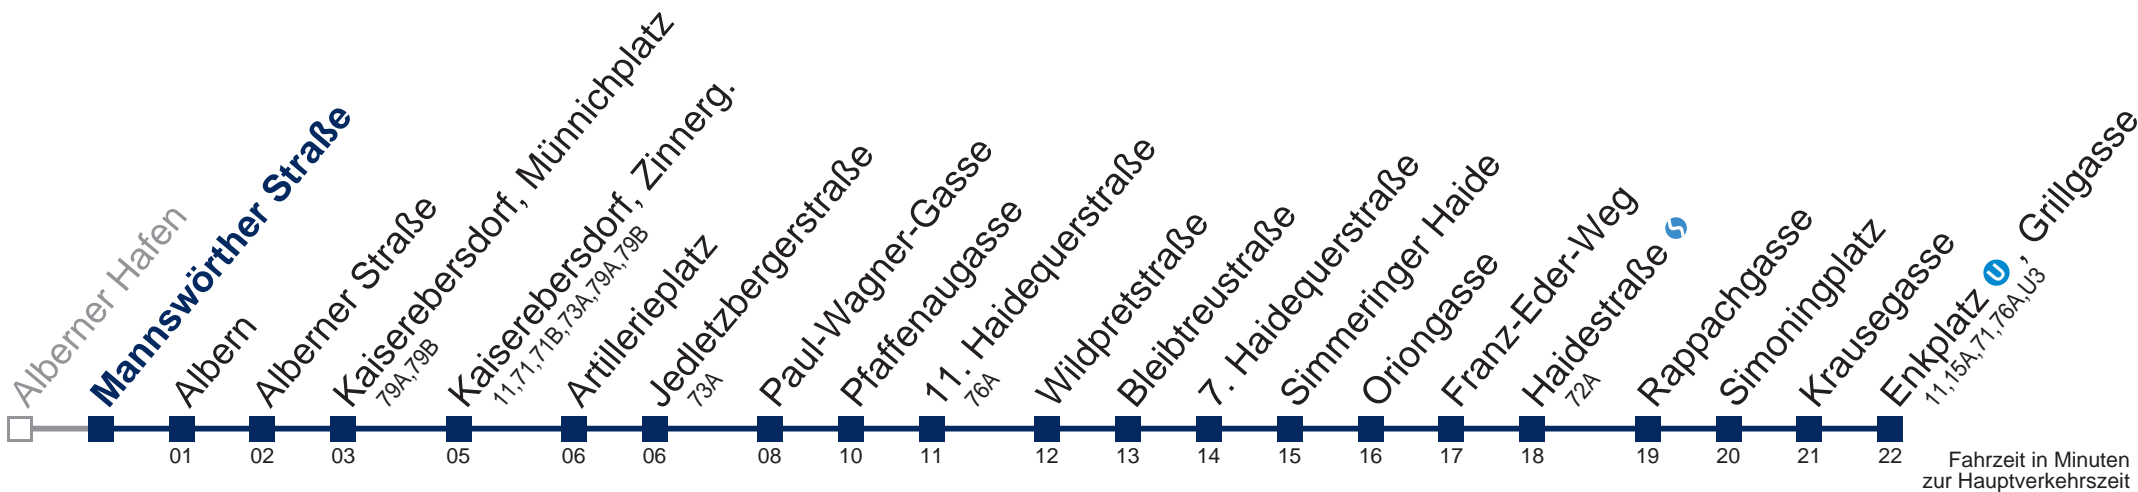 Alberner Hafen
Mannswörther Straße
Albern
Alberner Straße
Kaiserebersdorf, Münnichplatz
79A,79B
Kaiserebersdorf, Zinnerg.
11,71,71B,73A,79A,79B
Artillerieplatz
Jedletzbergerstraße
73A
Paul-Wagner-Gasse
Pfaffenaugasse
11. Haidequerstraße
76A
Wildpretstraße
Bleibtreustraße
7. Haidequerstraße
Simmeringer Haide
Oriongasse
Franz-Eder-Weg
Haidestraße
72A
Rappachgasse
Simoningplatz
Krausegasse
Enkplatz U, Grillgasse
11,15A,71,76A,U3
01 02 03 05 06 06 08 10 11 12 13 14 15 16 17 18 19 20 21 22
Fahrzeit in Minuten
zur Hauptverkehrszeit